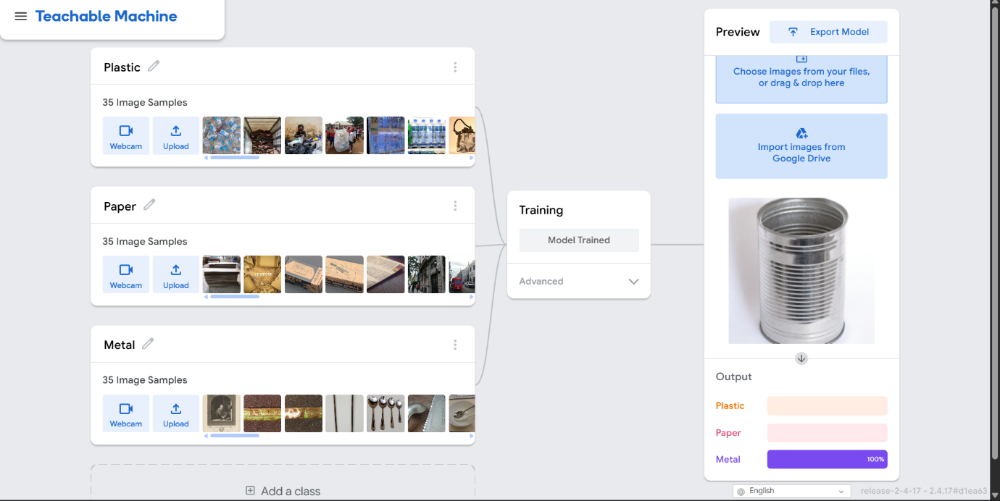 Teachable Machine
Plastic
35 Image Samples
Webcam
Upload
Paper
35 Image Samples
Webcam
Upload
Metal
35 Image Samples
Webcam
Upload
Add a class
Training
Model Trained
Advanced
Preview
Export Model
Choose images from your files,
or drag & drop here
Import images from
Google Drive
Output
Plastic
Paper
Metal
100%
English
release-2-4-17 - 2.4.17#d1ea63